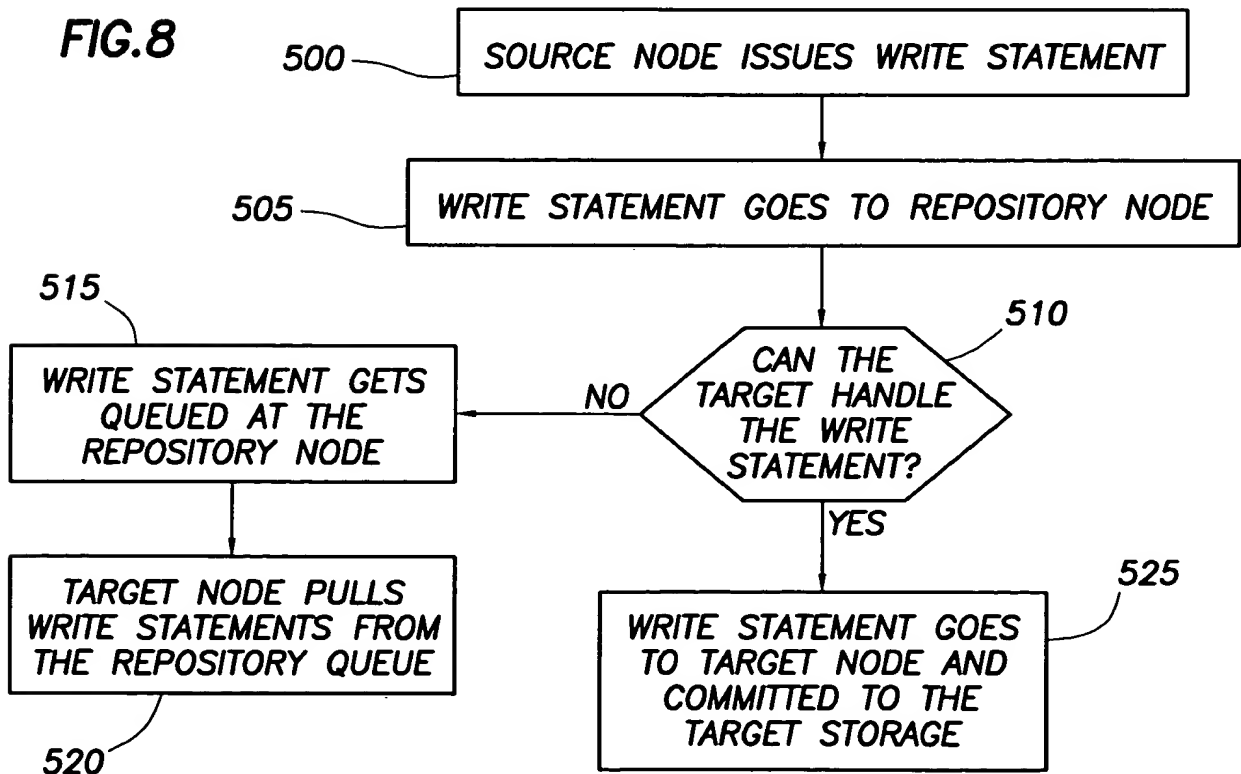 FIG.8
500
SOURCE NODE ISSUES WRITE STATEMENT
505
WRITE STATEMENT GOES TO REPOSITORY NODE
510
CAN THE
TARGET HANDLE
THE WRITE
STATEMENT?
NO
515
WRITE STATEMENT GETS
QUEUED AT THE
REPOSITORY NODE
YES
TARGET NODE PULLS
WRITE STATEMENTS FROM
THE REPOSITORY QUEUE
520
525
WRITE STATEMENT GOES
TO TARGET NODE AND
COMMITTED TO THE
TARGET STORAGE